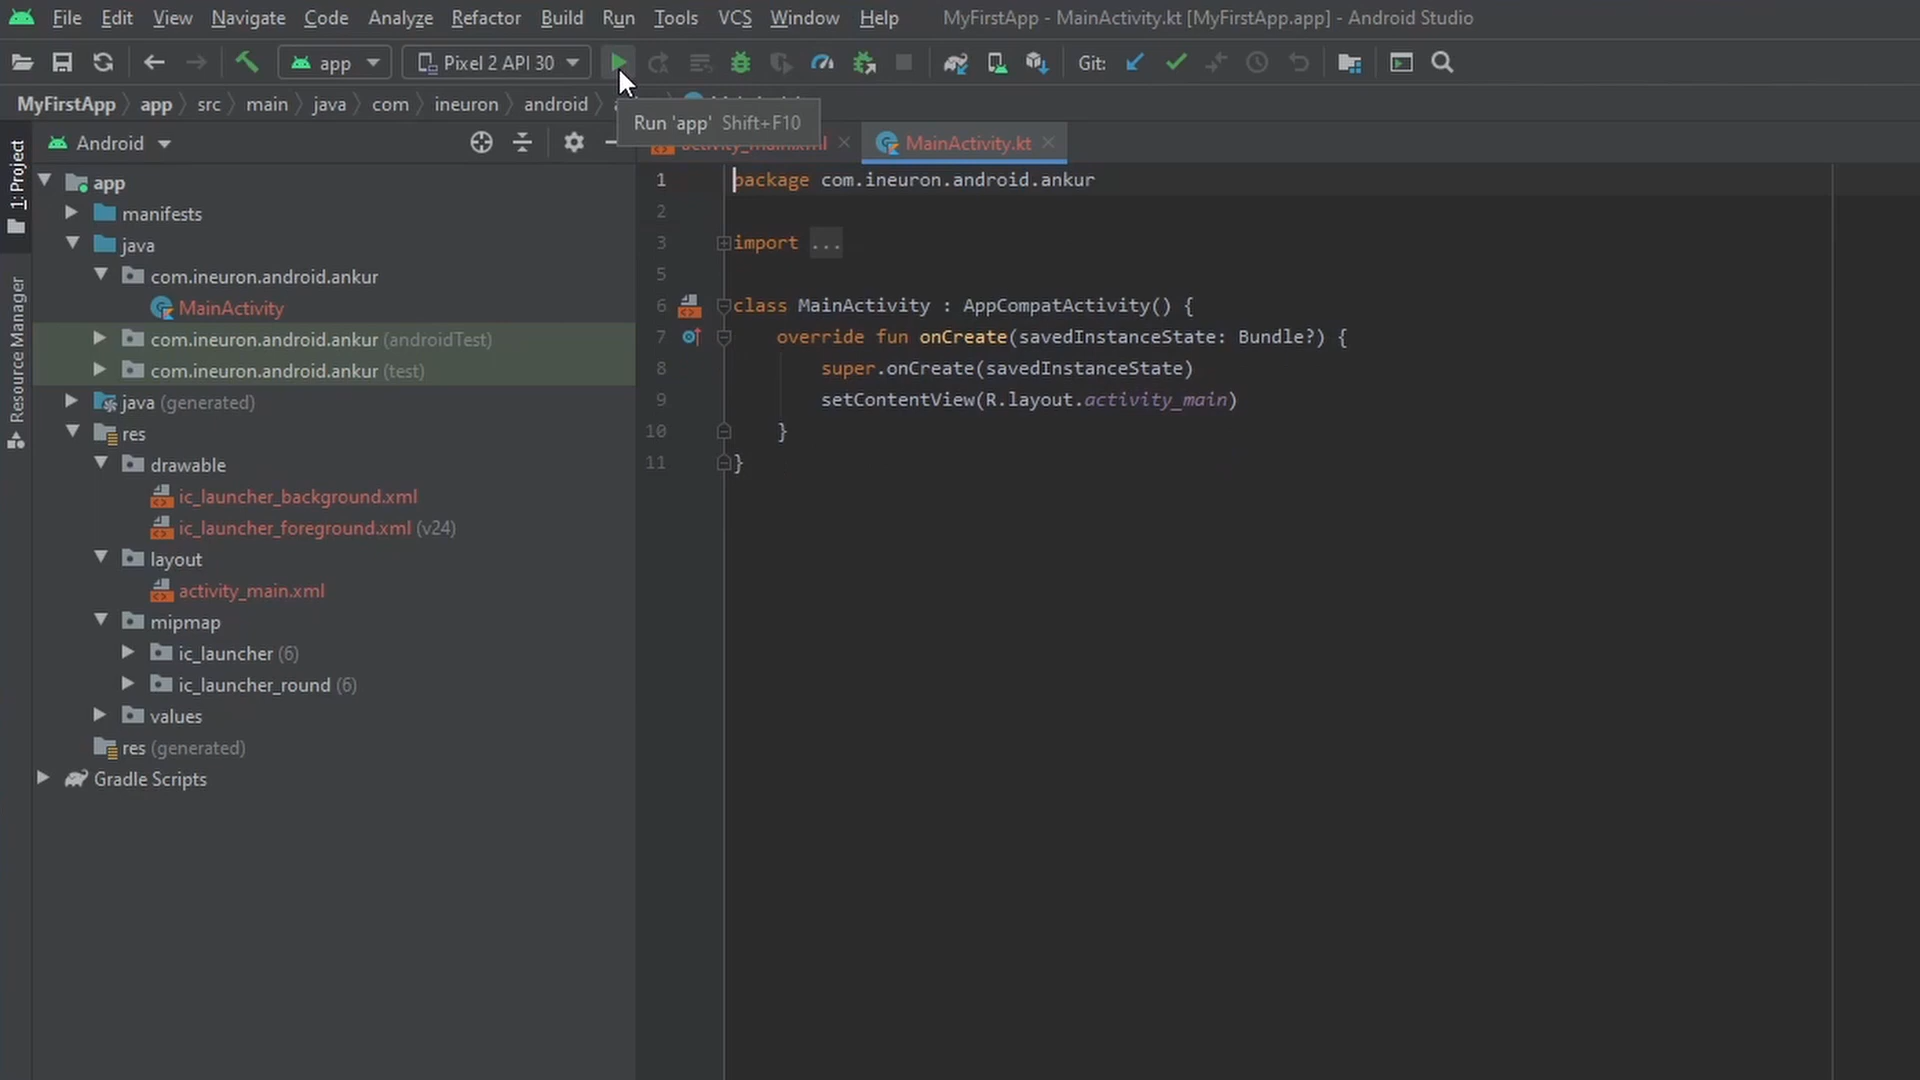 File Edit View Navigate Code Analyze Refactor Build Run Tools VCS Window Help MyFirstApp - MainActivity.kt [MyFirstApp.app] - Android Studio
app Pixel 2 API 30 Git:
MyFirstApp app src main java com ineuron android
Run 'app' Shift+F10
Android
activity_main.xml MainActivity.kt
1: Project
Resource Manager
app
manifests
java
com.ineuron.android.ankur
MainActivity
com.ineuron.android.ankur (androidTest)
com.ineuron.android.ankur (test)
java (generated)
res
drawable
ic_launcher_background.xml
ic_launcher_foreground.xml (v24)
layout
activity_main.xml
mipmap
ic_launcher (6)
ic_launcher_round (6)
values
res (generated)
Gradle Scripts
1 package com.ineuron.android.ankur
2
3 import ...
5
6 class MainActivity : AppCompatActivity() {
7 override fun onCreate(savedInstanceState: Bundle?) {
8 super.onCreate(savedInstanceState)
9 setContentView(R.layout.activity_main)
10 }
11 }